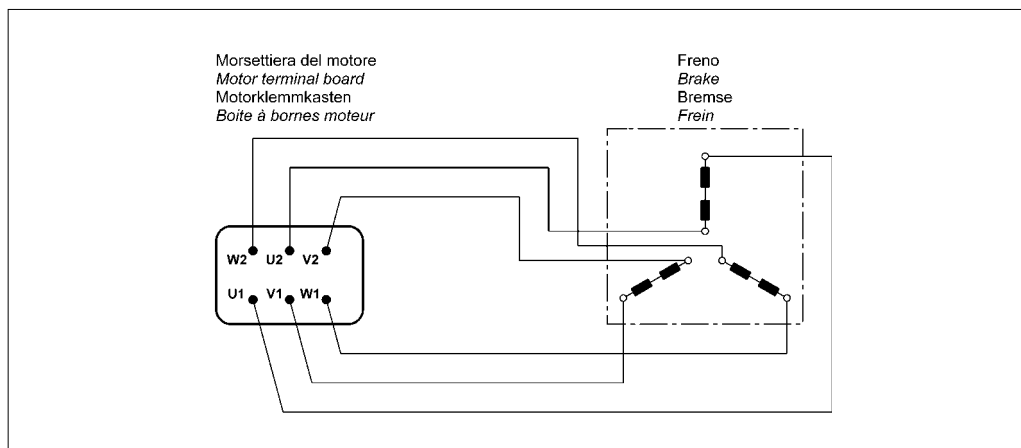 Morsettiera del motore
Motor terminal board
Motorklemmkasten
Boite à bornes moteur
Freno
Brake
Bremse
Frein
W2 U2 V2
U1 V1 W1